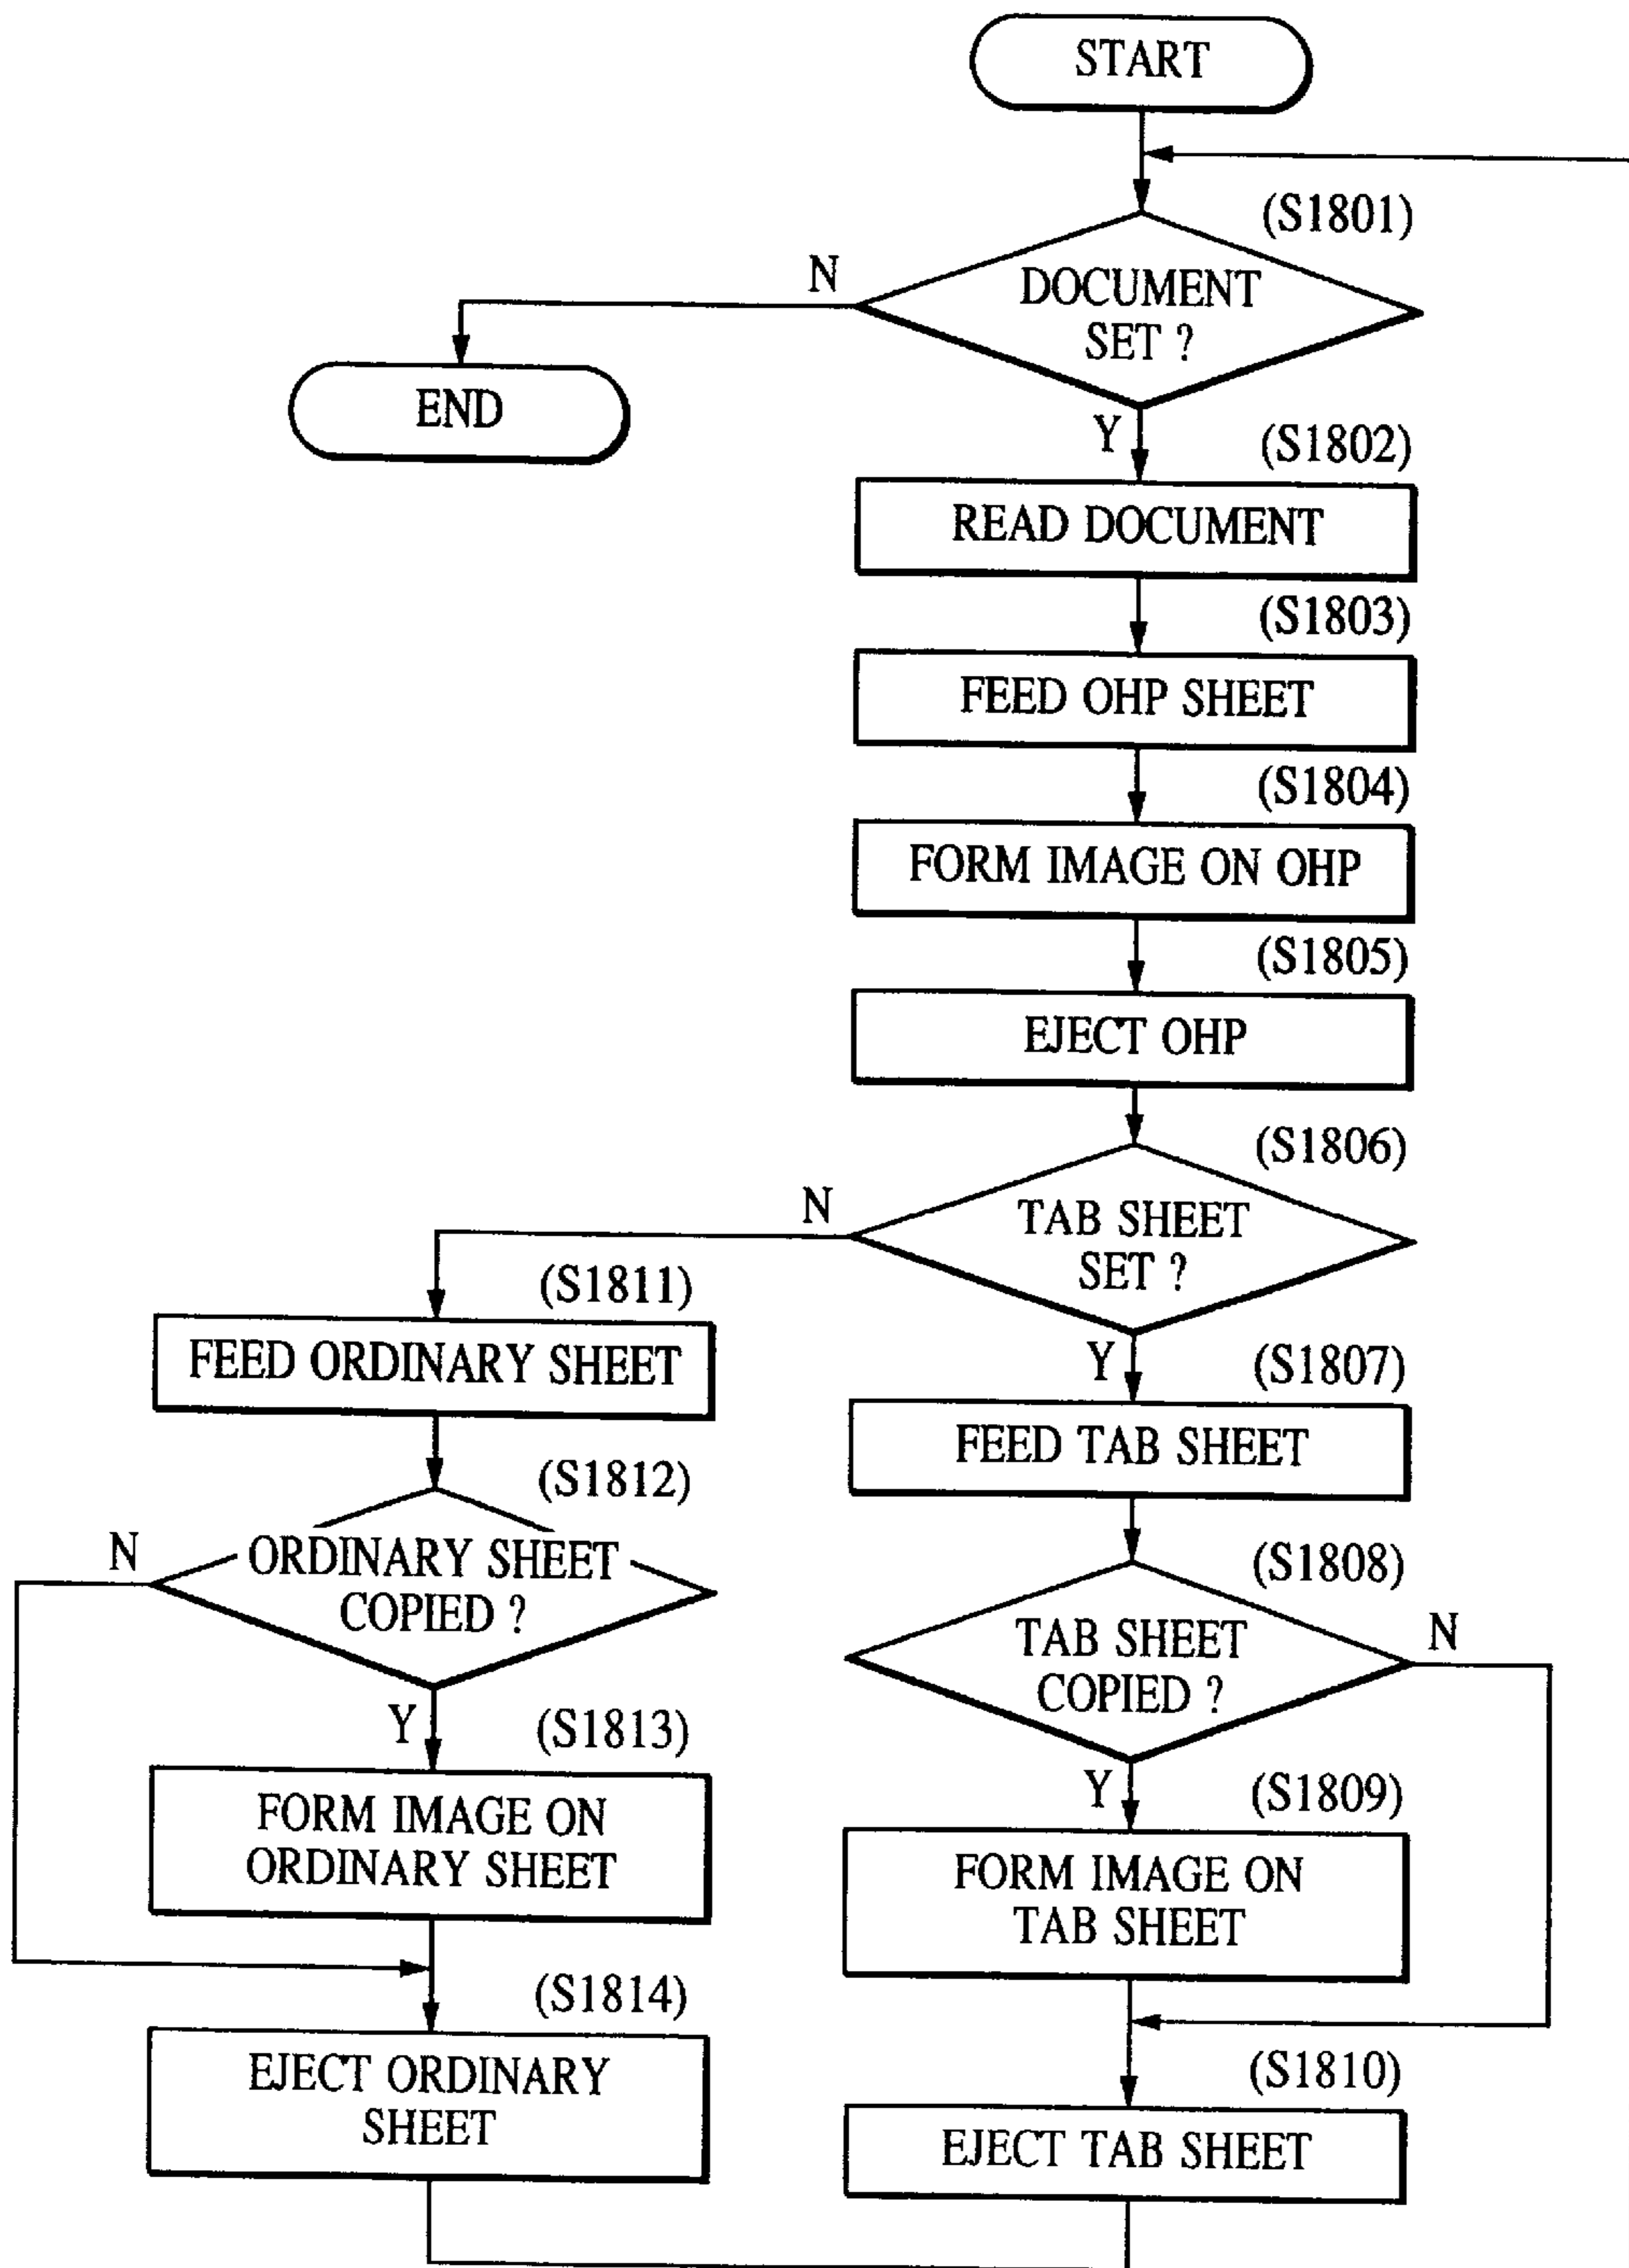 START
(S1801)
N
DOCUMENT
SET ?
END
Y
(S1802)
READ DOCUMENT
(S1803)
FEED OHP SHEET
(S1804)
FORM IMAGE ON OHP
(S1805)
EJECT OHP
(S1806)
N
TAB SHEET
SET ?
(S1811)
FEED ORDINARY SHEET
Y
(S1807)
FEED TAB SHEET
(S1812)
N
ORDINARY SHEET
COPIED ?
(S1808)
TAB SHEET
COPIED ?
N
Y
(S1813)
FORM IMAGE ON
ORDINARY SHEET
Y
(S1809)
FORM IMAGE ON
TAB SHEET
(S1814)
EJECT ORDINARY
SHEET
(S1810)
EJECT TAB SHEET